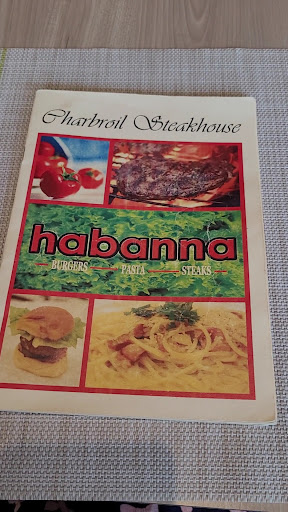 Charbroil Steakhouse
habanna
BURGERS — PASTA — STEAKS